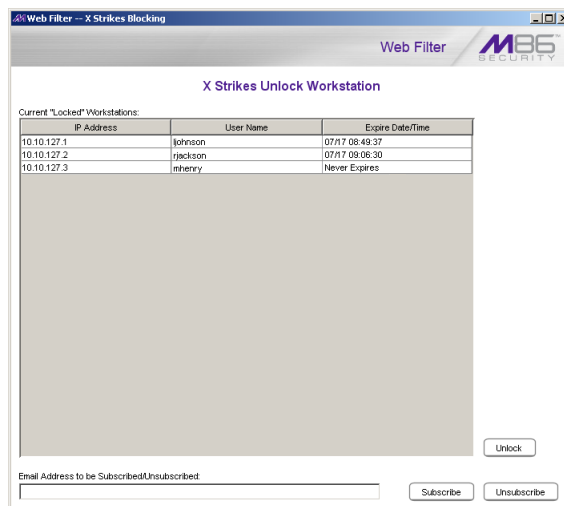 Web Filter -- X Strikes Blocking
Web Filter
M86
SECURITY
X Strikes Unlock Workstation
Current "Locked" Workstations:
IP Address User Name Expire Date/Time
10.10.127.1 ljohnson 07/17 08:49:37
10.10.127.2 rjackson 07/17 09:06:30
10.10.127.3 mhenry Never Expires
Unlock
Email Address to be Subscribed/Unsubscribed:
Subscribe Unsubscribe